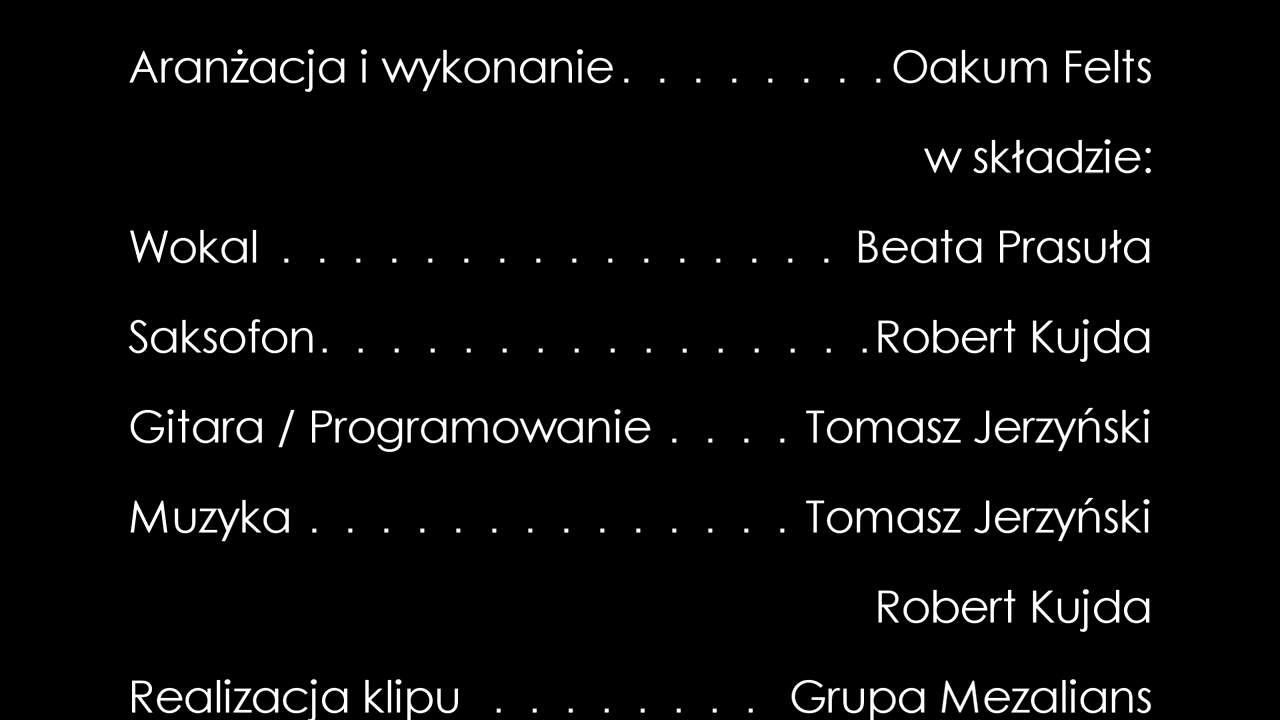 Aranżacja i wykonanie. . . . . . . .Oakum Felts
w składzie:
Wokal . . . . . . . . . . . . . . . . Beata Prasuła
Saksofon. . . . . . . . . . . . . . . .Robert Kujda
Gitara / Programowanie . . . . Tomasz Jerzyński
Muzyka . . . . . . . . . . . . . . Tomasz Jerzyński
Robert Kujda
Realizacja klipu . . . . . . . . Grupa Mezalians